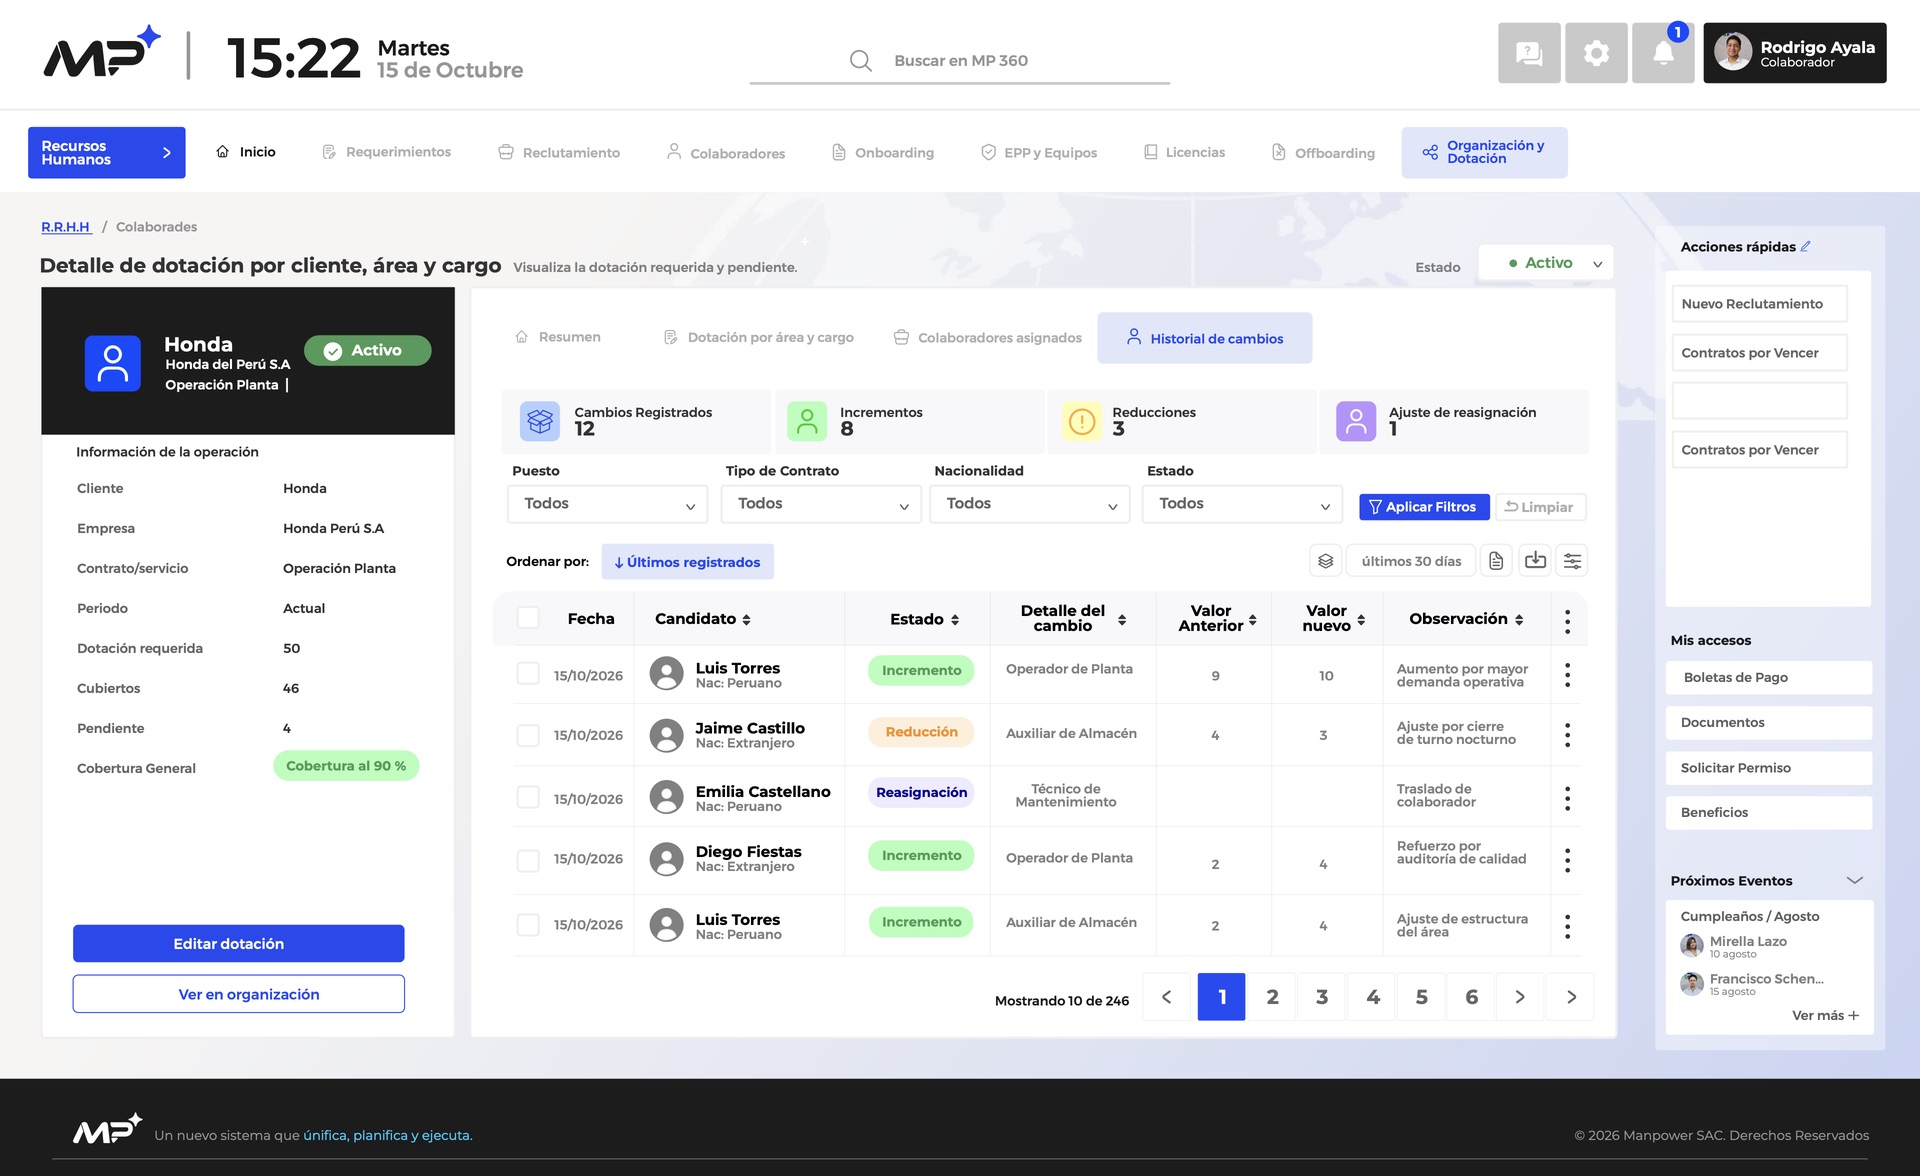 MP
15:22
Martes
15 de Octubre
Buscar en MP 360
1
Rodrigo Ayala
Colaborador
Recursos
Humanos
Inicio
Requerimientos
Reclutamiento
Colaboradores
Onboarding
EPP y Equipos
Licencias
Offboarding
Organización y
Dotación
R.R.H.H / Colaborades
Detalle de dotación por cliente, área y cargo
Visualiza la dotación requerida y pendiente.
Estado
Activo
Honda
Honda del Perú S.A
Operación Planta |
Activo
Información de la operación
Cliente Honda
Empresa Honda Perú S.A
Contrato/servicio Operación Planta
Periodo Actual
Dotación requerida 50
Cubiertos 46
Pendiente 4
Cobertura General Cobertura al 90 %
Editar dotación
Ver en organización
Resumen
Dotación por área y cargo
Colaboradores asignados
Historial de cambios
Cambios Registrados
12
Incrementos
8
Reducciones
3
Ajuste de reasignación
1
Puesto
Todos
Tipo de Contrato
Todos
Nacionalidad
Todos
Estado
Todos
Aplicar Filtros
Limpiar
Ordenar por:
↓ Últimos registrados
últimos 30 días
Fecha
Candidato
Estado
Detalle del
cambio
Valor
Anterior
Valor
nuevo
Observación
15/10/2026
Luis Torres
Nac: Peruano
Incremento
Operador de Planta
9
10
Aumento por mayor
demanda operativa
15/10/2026
Jaime Castillo
Nac: Extranjero
Reducción
Auxiliar de Almacén
4
3
Ajuste por cierre
de turno nocturno
15/10/2026
Emilia Castellano
Nac: Peruano
Reasignación
Técnico de
Mantenimiento
Traslado de
colaborador
15/10/2026
Diego Fiestas
Nac: Extranjero
Incremento
Operador de Planta
2
4
Refuerzo por
auditoría de calidad
15/10/2026
Luis Torres
Nac: Peruano
Incremento
Auxiliar de Almacén
2
4
Ajuste de estructura
del área
Mostrando 10 de 246
< 1 2 3 4 5 6 > >
Acciones rápidas
Nuevo Reclutamiento
Contratos por Vencer
Contratos por Vencer
Mis accesos
Boletas de Pago
Documentos
Solicitar Permiso
Beneficios
Próximos Eventos
Cumpleaños / Agosto
Mirella Lazo
10 agosto
Francisco Schen...
15 agosto
Ver más +
MP
Un nuevo sistema que únifica, planifica y ejecuta.
© 2026 Manpower SAC. Derechos Reservados